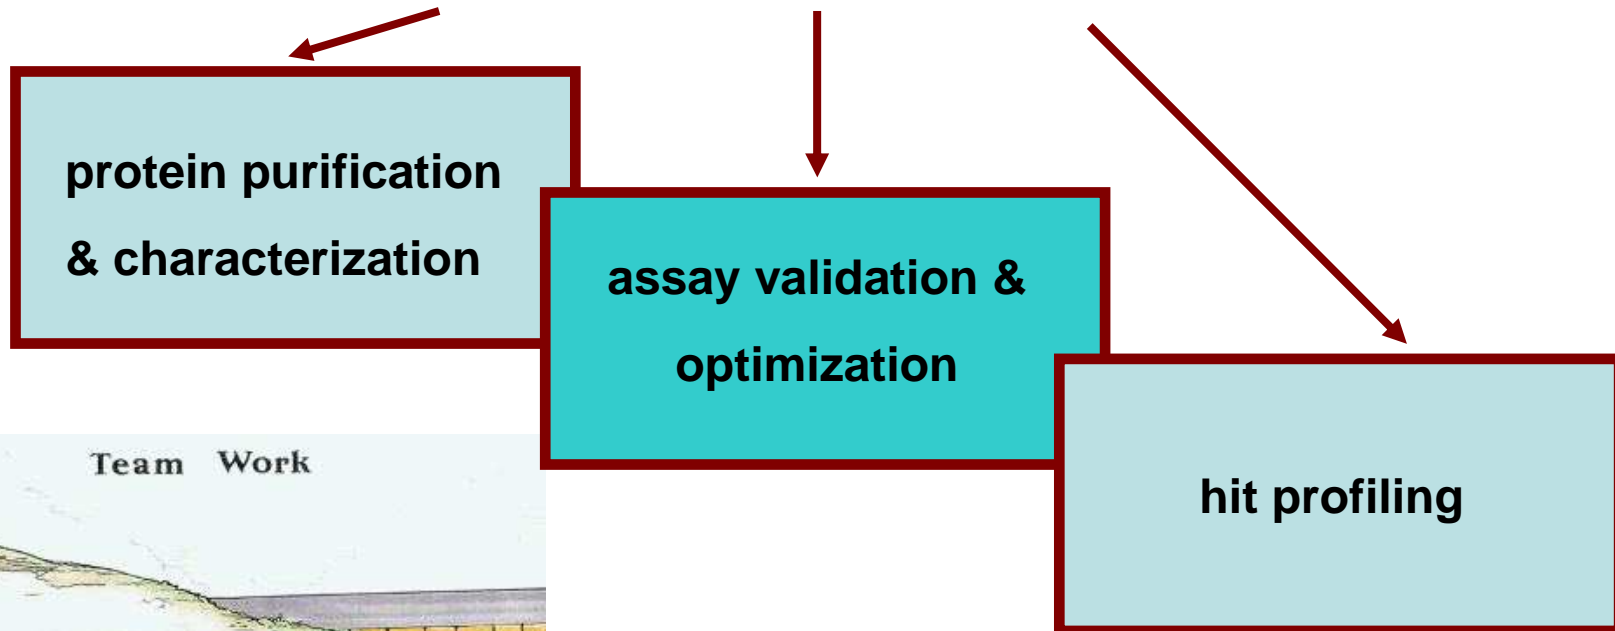 protein purification
& characterization
assay validation &
optimization
Team Work
hit profiling